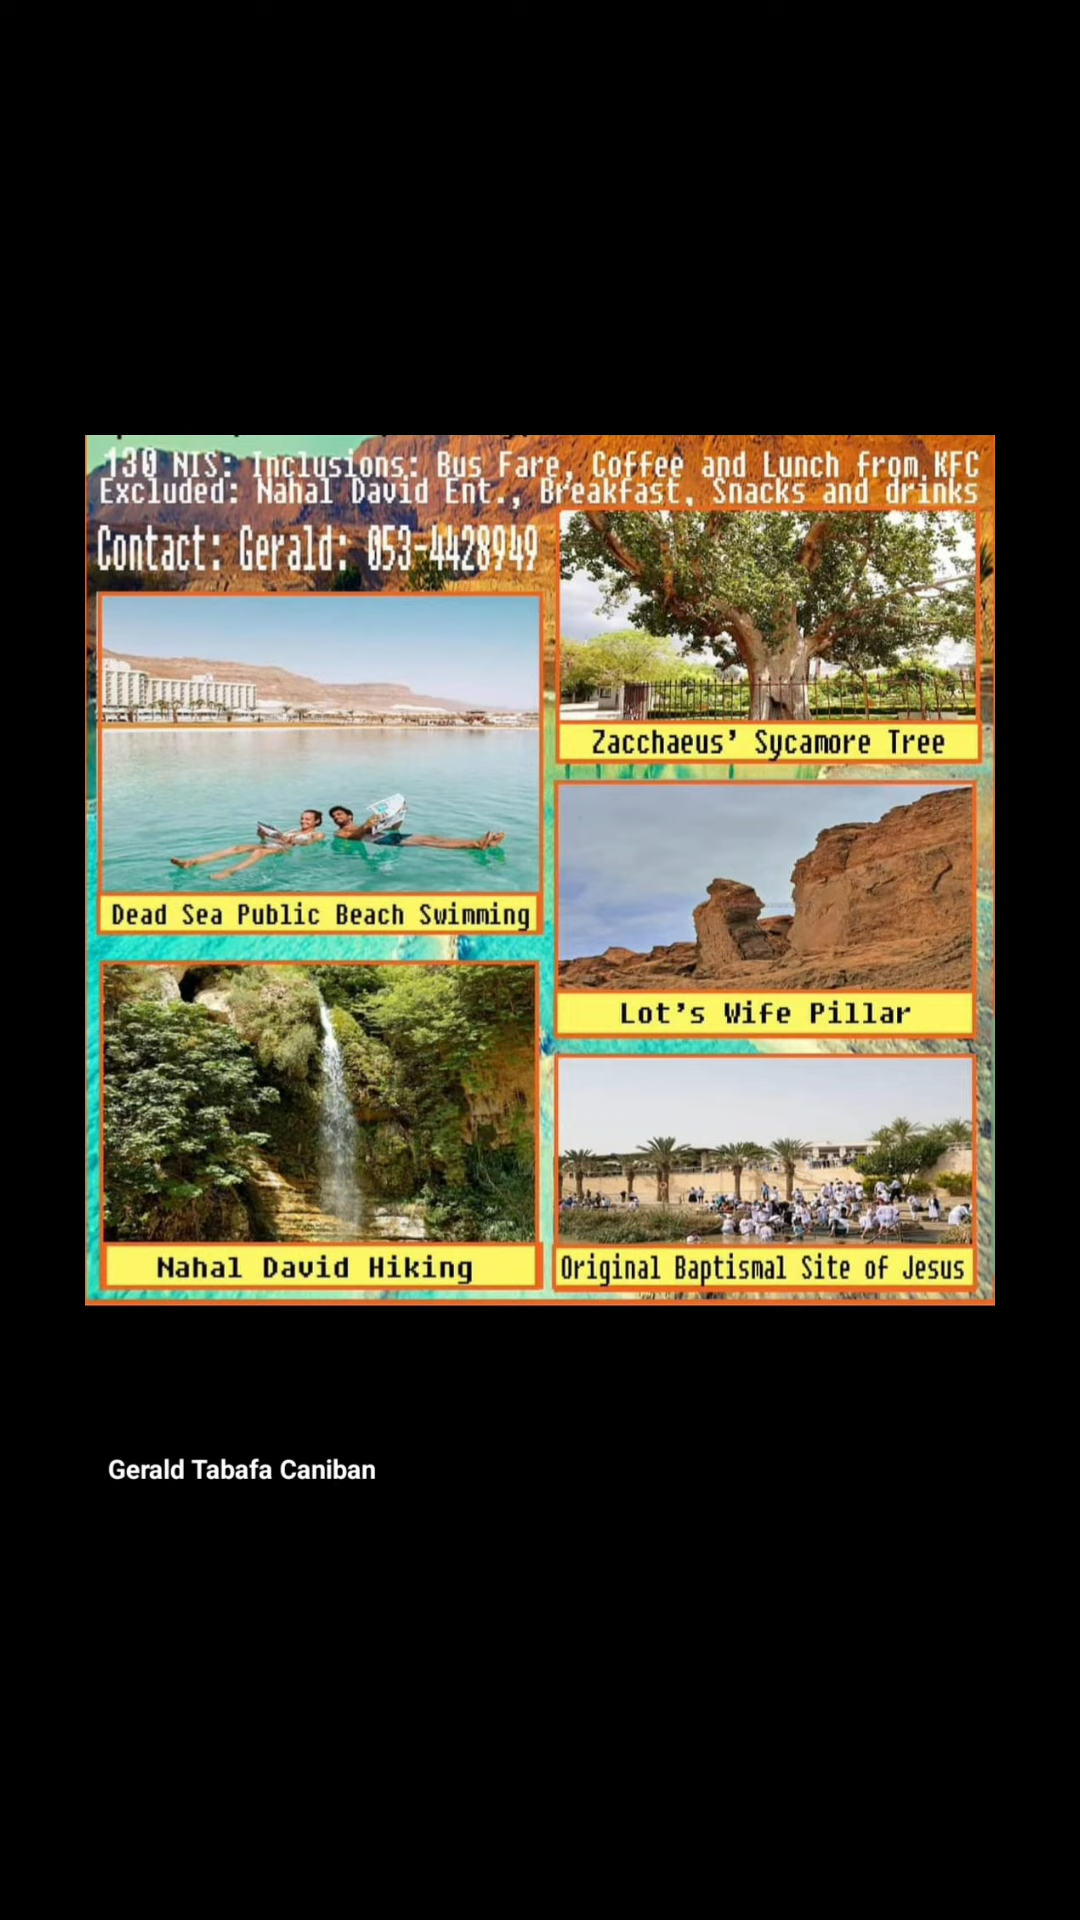 130 NIS: Inclusions: Bus Fare, Coffee and Lunch from KFC
Excluded: Nahal David Ent., Breakfast, Snacks and drinks
Contact: Gerald: 053-4428949
Zacchaeus' Sycamore Tree
Dead Sea Public Beach Swimming
Lot's Wife Pillar
Nahal David Hiking
Original Baptismal Site of Jesus
Gerald Tabafa Caniban